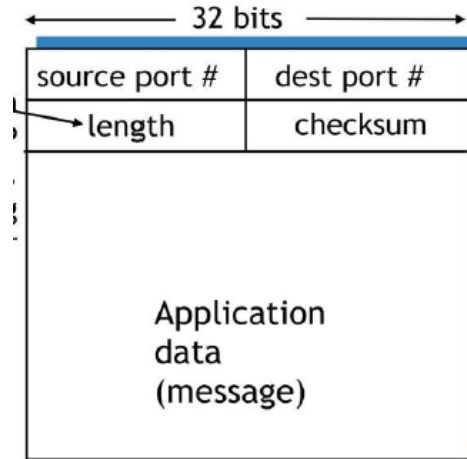 32 bits
source port # dest port #
length checksum
Application
data
(message)